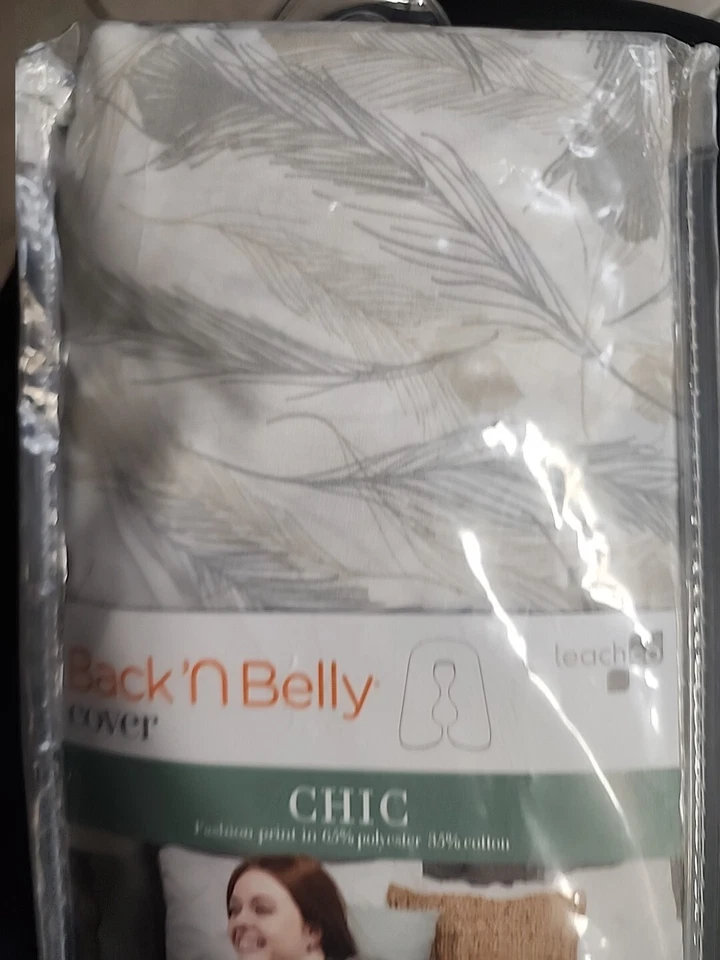 Back 'N Belly
leachco
cover
CHIC
Fashion print in 65% polyester 35% cotton